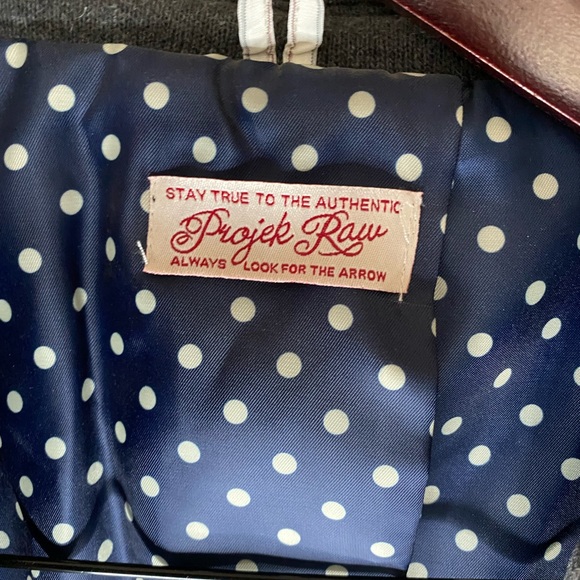 STAY TRUE TO THE AUTHENTIC
Projek Raw
ALWAYS LOOK FOR THE ARROW